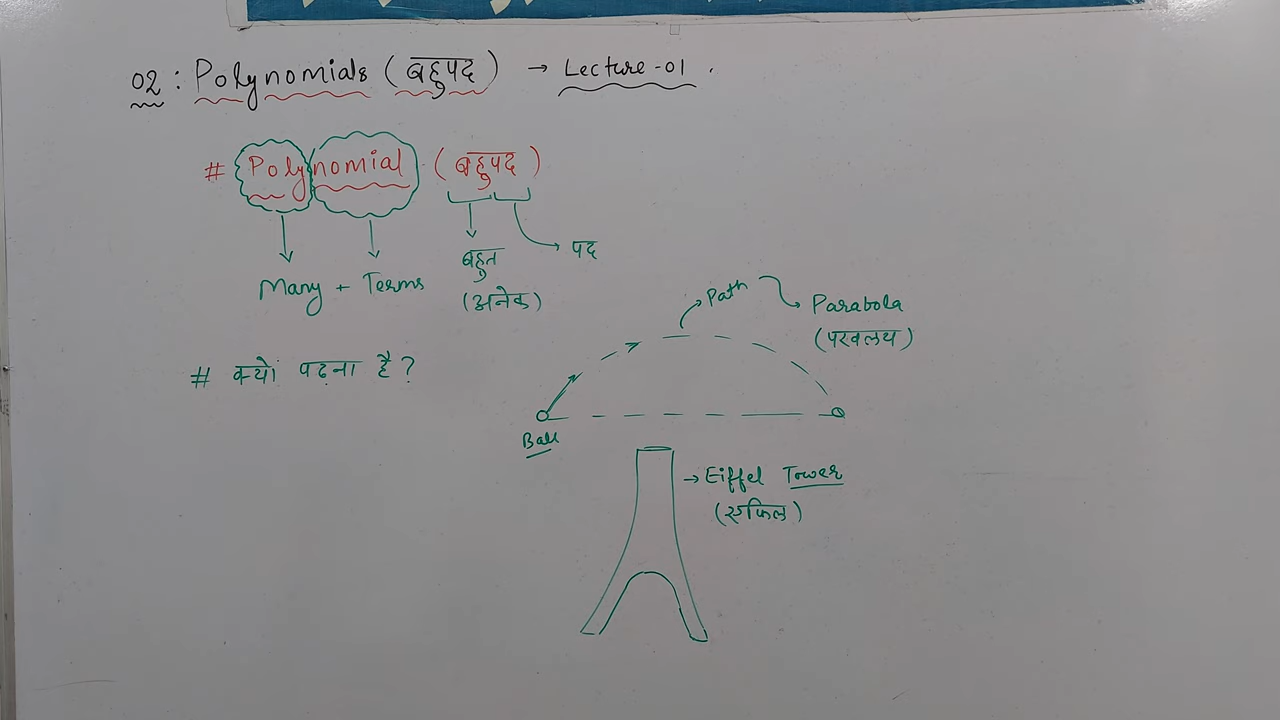 02 : Polynomials (बहुपद) → Lecture-01.
# Polynomial (बहुपद)
Many + Terms
बहुत
(अनेक)
पद
# क्यों पढ़ना है?
Path
Parabola
(परवलय)
Ball
→ Eiffel Tower
(एफिल)